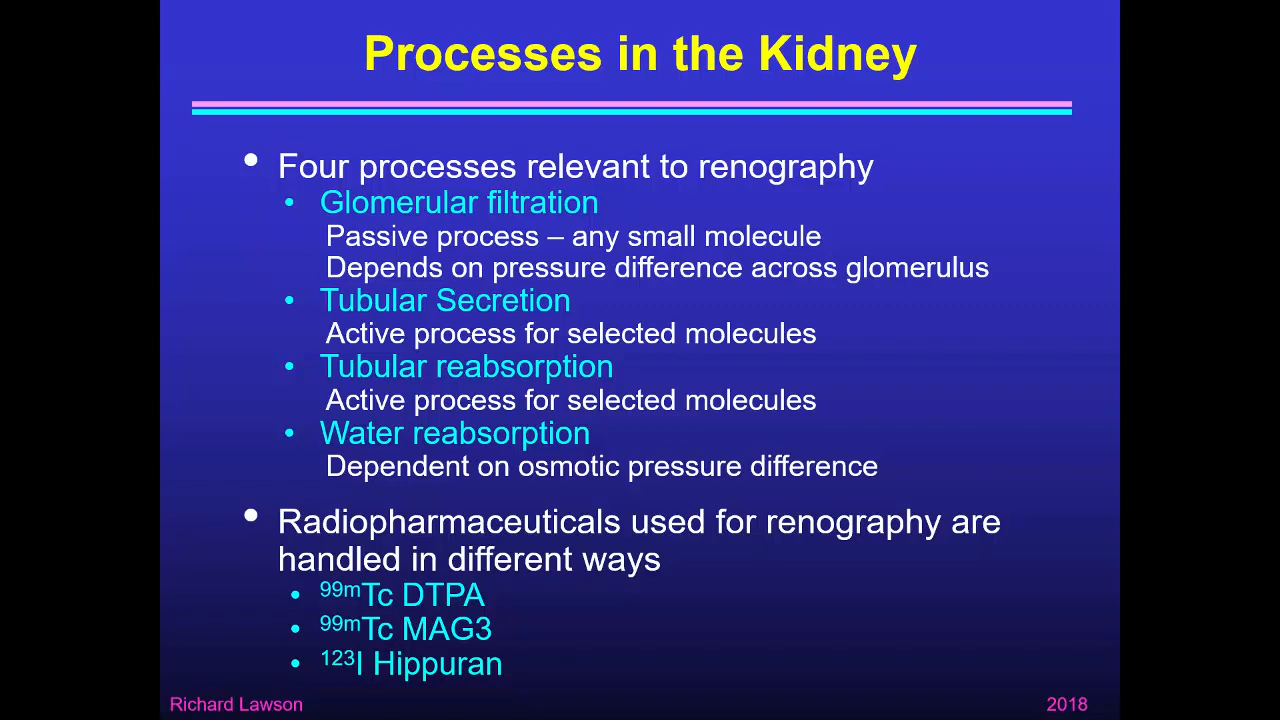 Processes in the Kidney
• Four processes relevant to renography
• Glomerular filtration
Passive process – any small molecule
Depends on pressure difference across glomerulus
• Tubular Secretion
Active process for selected molecules
• Tubular reabsorption
Active process for selected molecules
• Water reabsorption
Dependent on osmotic pressure difference
• Radiopharmaceuticals used for renography are
handled in different ways
• ⁹⁹ᵐTc DTPA
• ⁹⁹ᵐTc MAG3
• ¹²³I Hippuran
Richard Lawson
2018